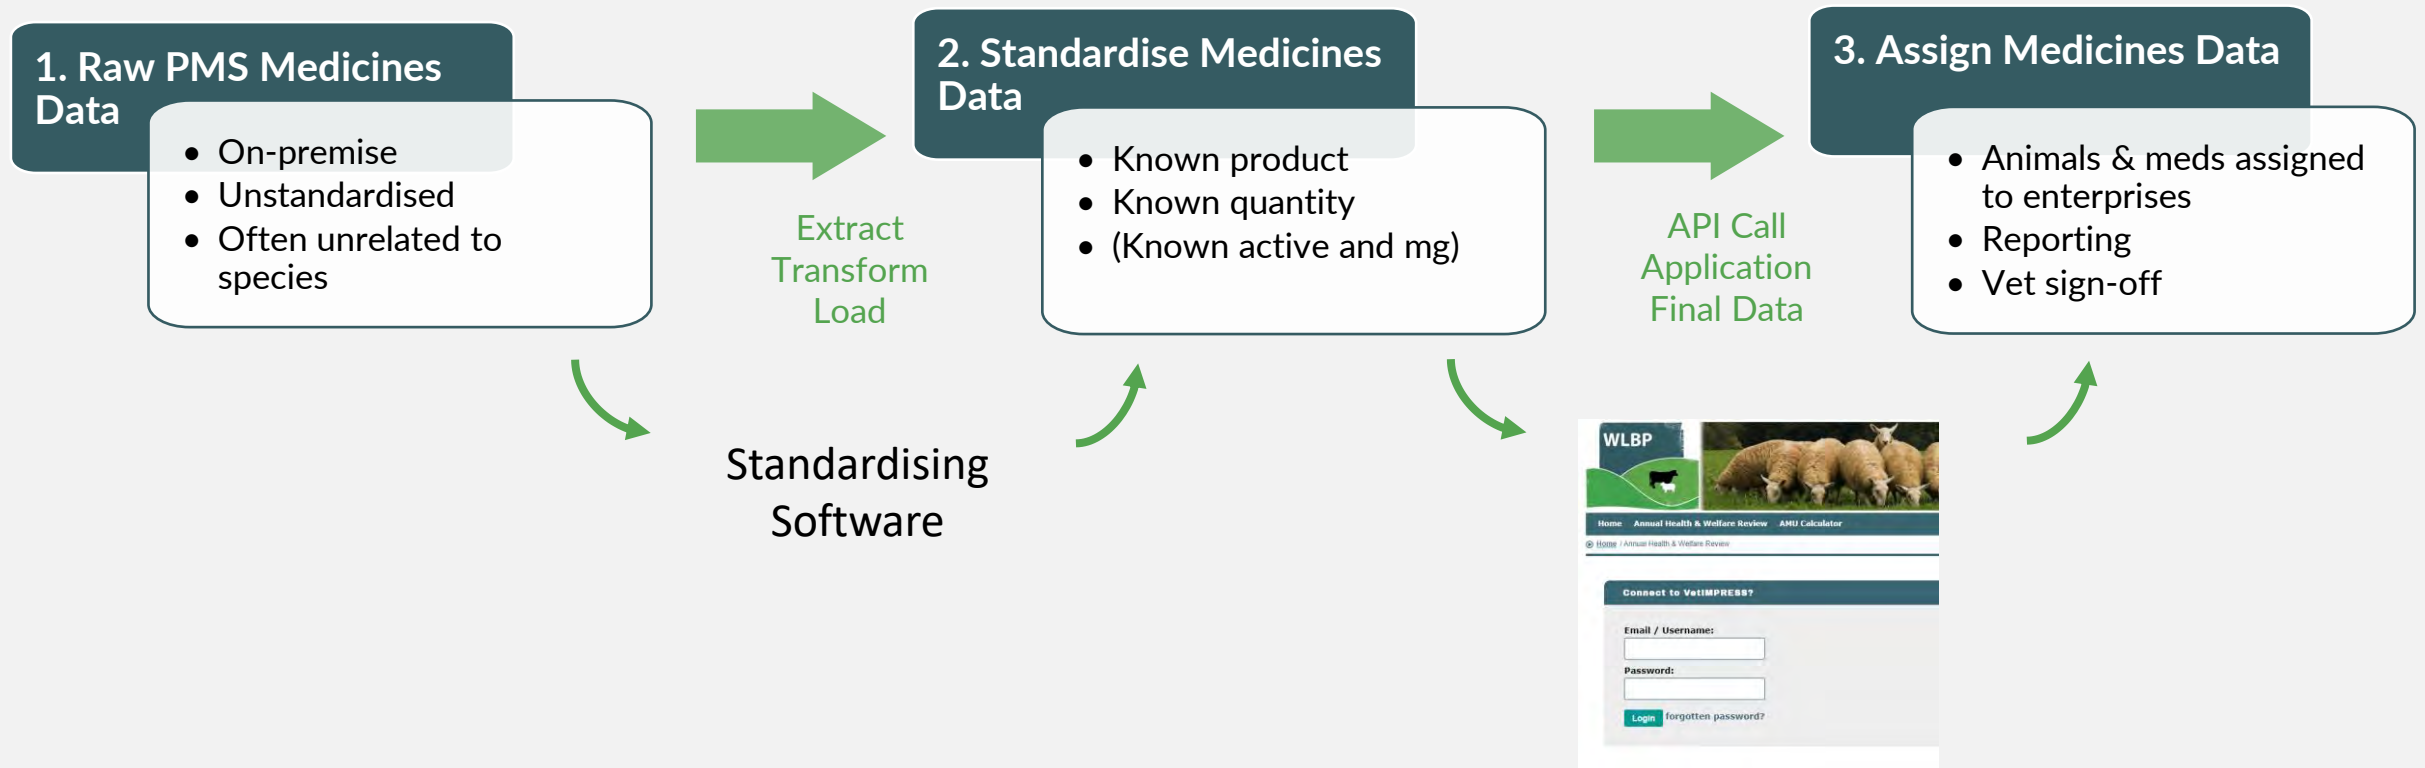 1. Raw PMS Medicines
Data
• On-premise
• Unstandardised
• Often unrelated to
species
Extract
Transform
Load
Standardising
Software
2. Standardise Medicines
Data
• Known product
• Known quantity
• (Known active and mg)
API Call
Application
Final Data
WLBP
Home Annual Health & Welfare Review AMU Calculator
Home / Annual Health & Welfare Review
Connect to VetIMPRESS?
Email / Username:
Password:
Login forgotten password?
3. Assign Medicines Data
• Animals & meds assigned
to enterprises
• Reporting
• Vet sign-off